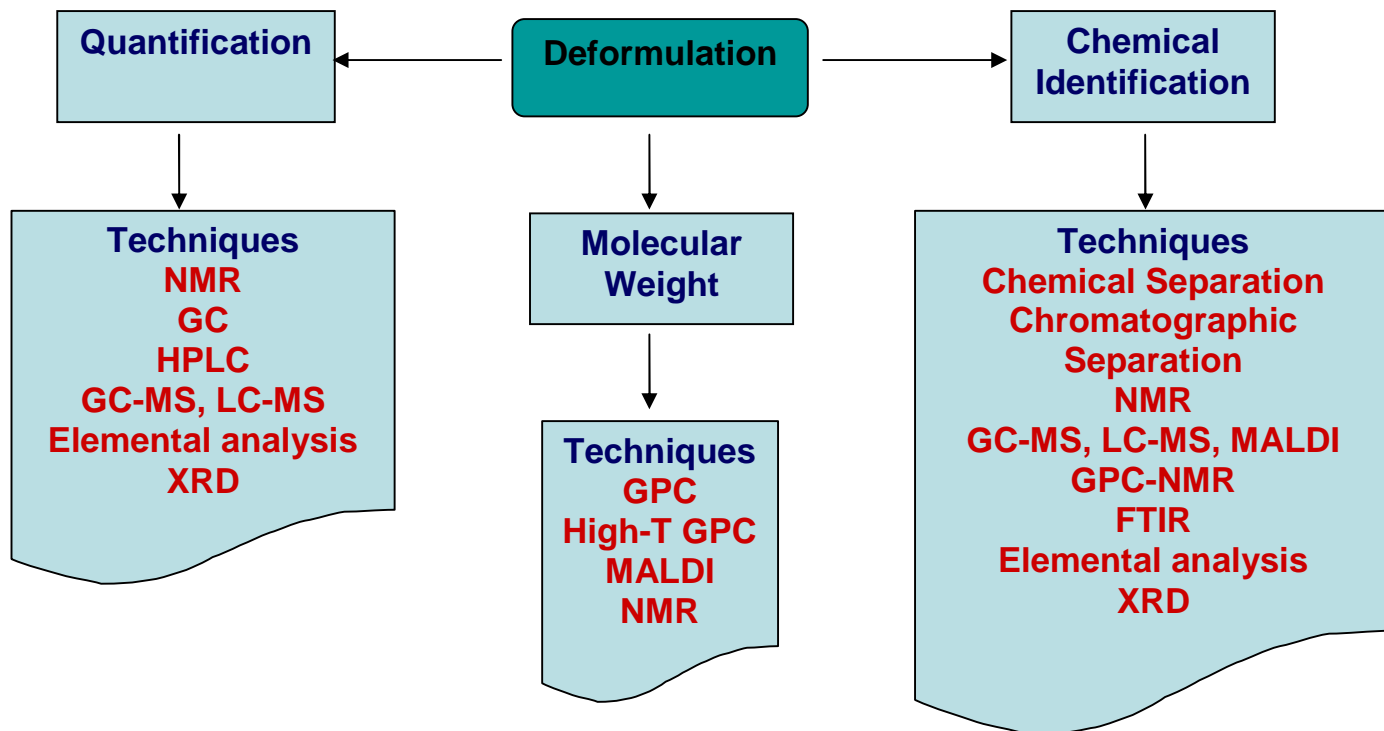 Quantification
Deformulation
Chemical
Identification
Techniques
NMR
GC
HPLC
GC-MS, LC-MS
Elemental analysis
XRD
Molecular
Weight
Techniques
GPC
High-T GPC
MALDI
NMR
Techniques
Chemical Separation
Chromatographic
Separation
NMR
GC-MS, LC-MS, MALDI
GPC-NMR
FTIR
Elemental analysis
XRD